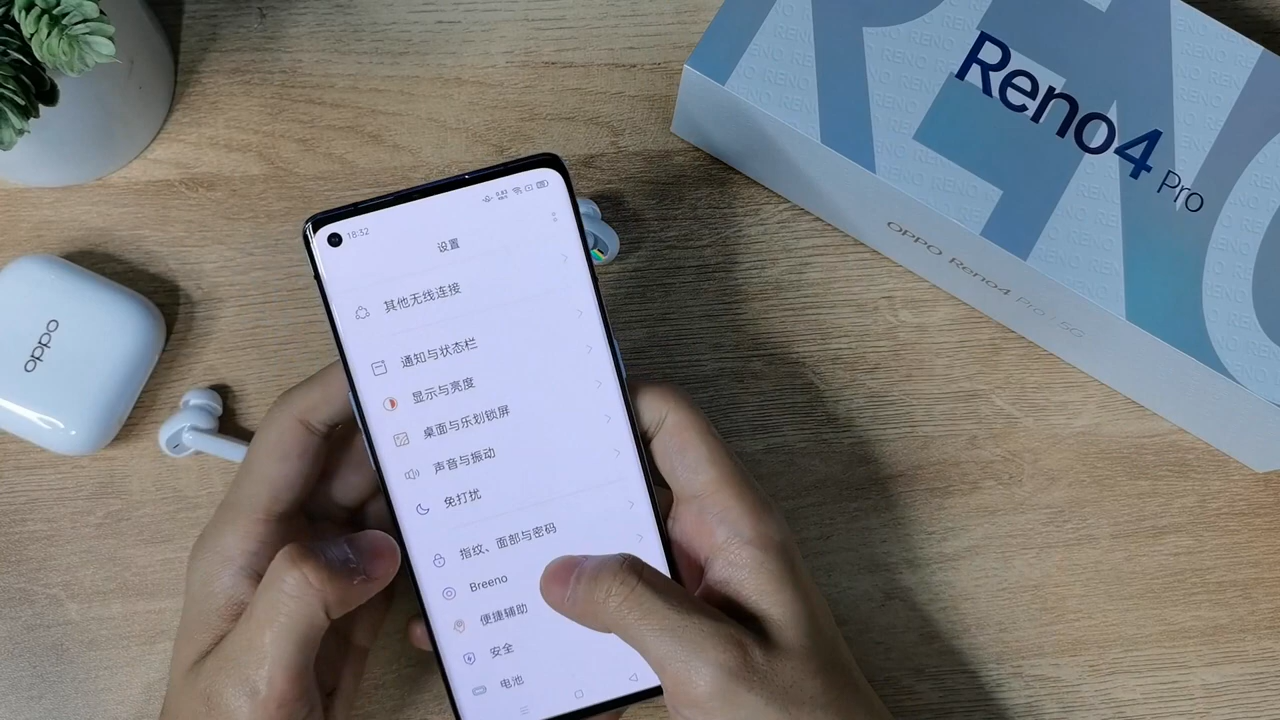 Reno4 Pro
OPPO Reno4 Pro | 5G
oppo
18:32
设置
其他无线连接
通知与状态栏
显示与亮度
桌面与乐划锁屏
声音与振动
免打扰
指纹、面部与密码
Breeno
便捷辅助
安全
电池